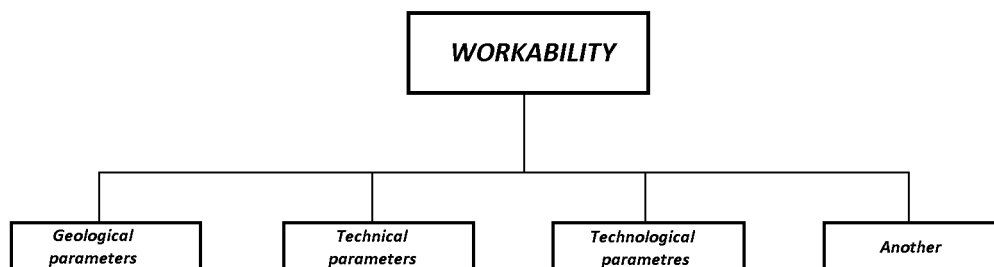 WORKABILITY
Geological
parameters
Technical
parameters
Technological
parametres
Another